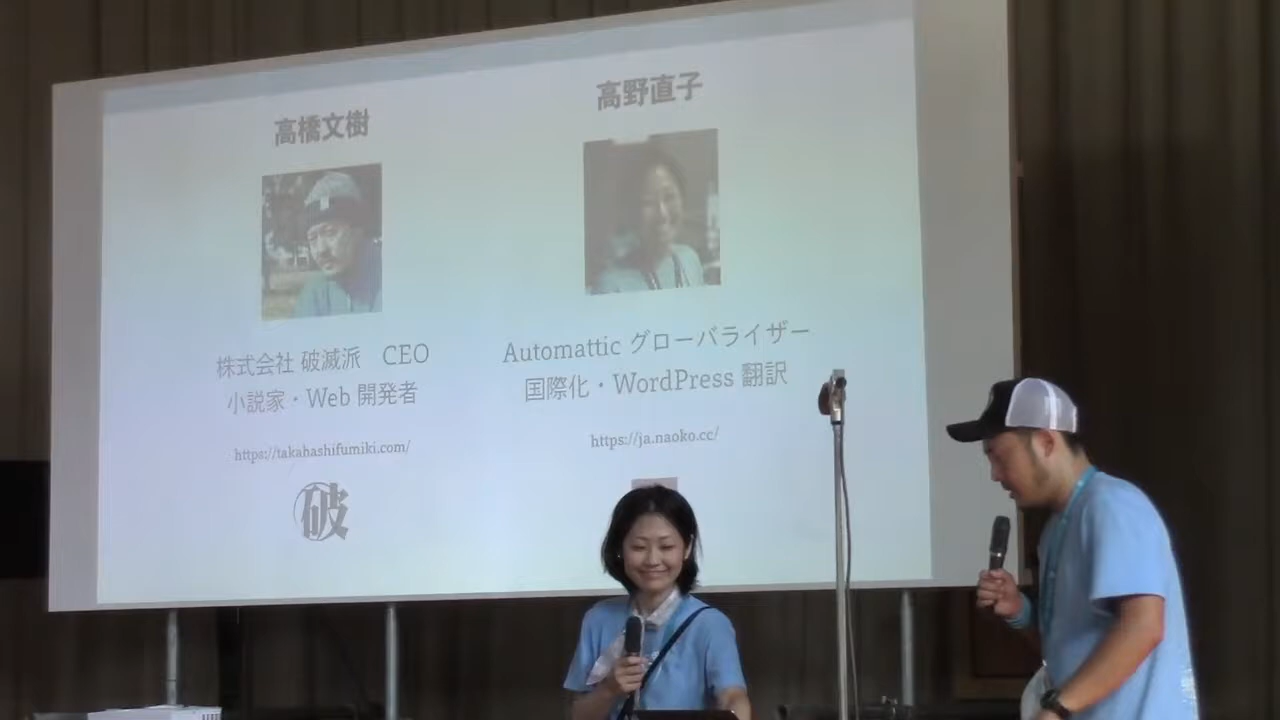 高橋文樹
株式会社 破滅派 CEO
小説家・Web 開発者
https://takahashifumiki.com/
破
高野直子
Automattic グローバライザー
国際化・WordPress 翻訳
https://ja.naoko.cc/